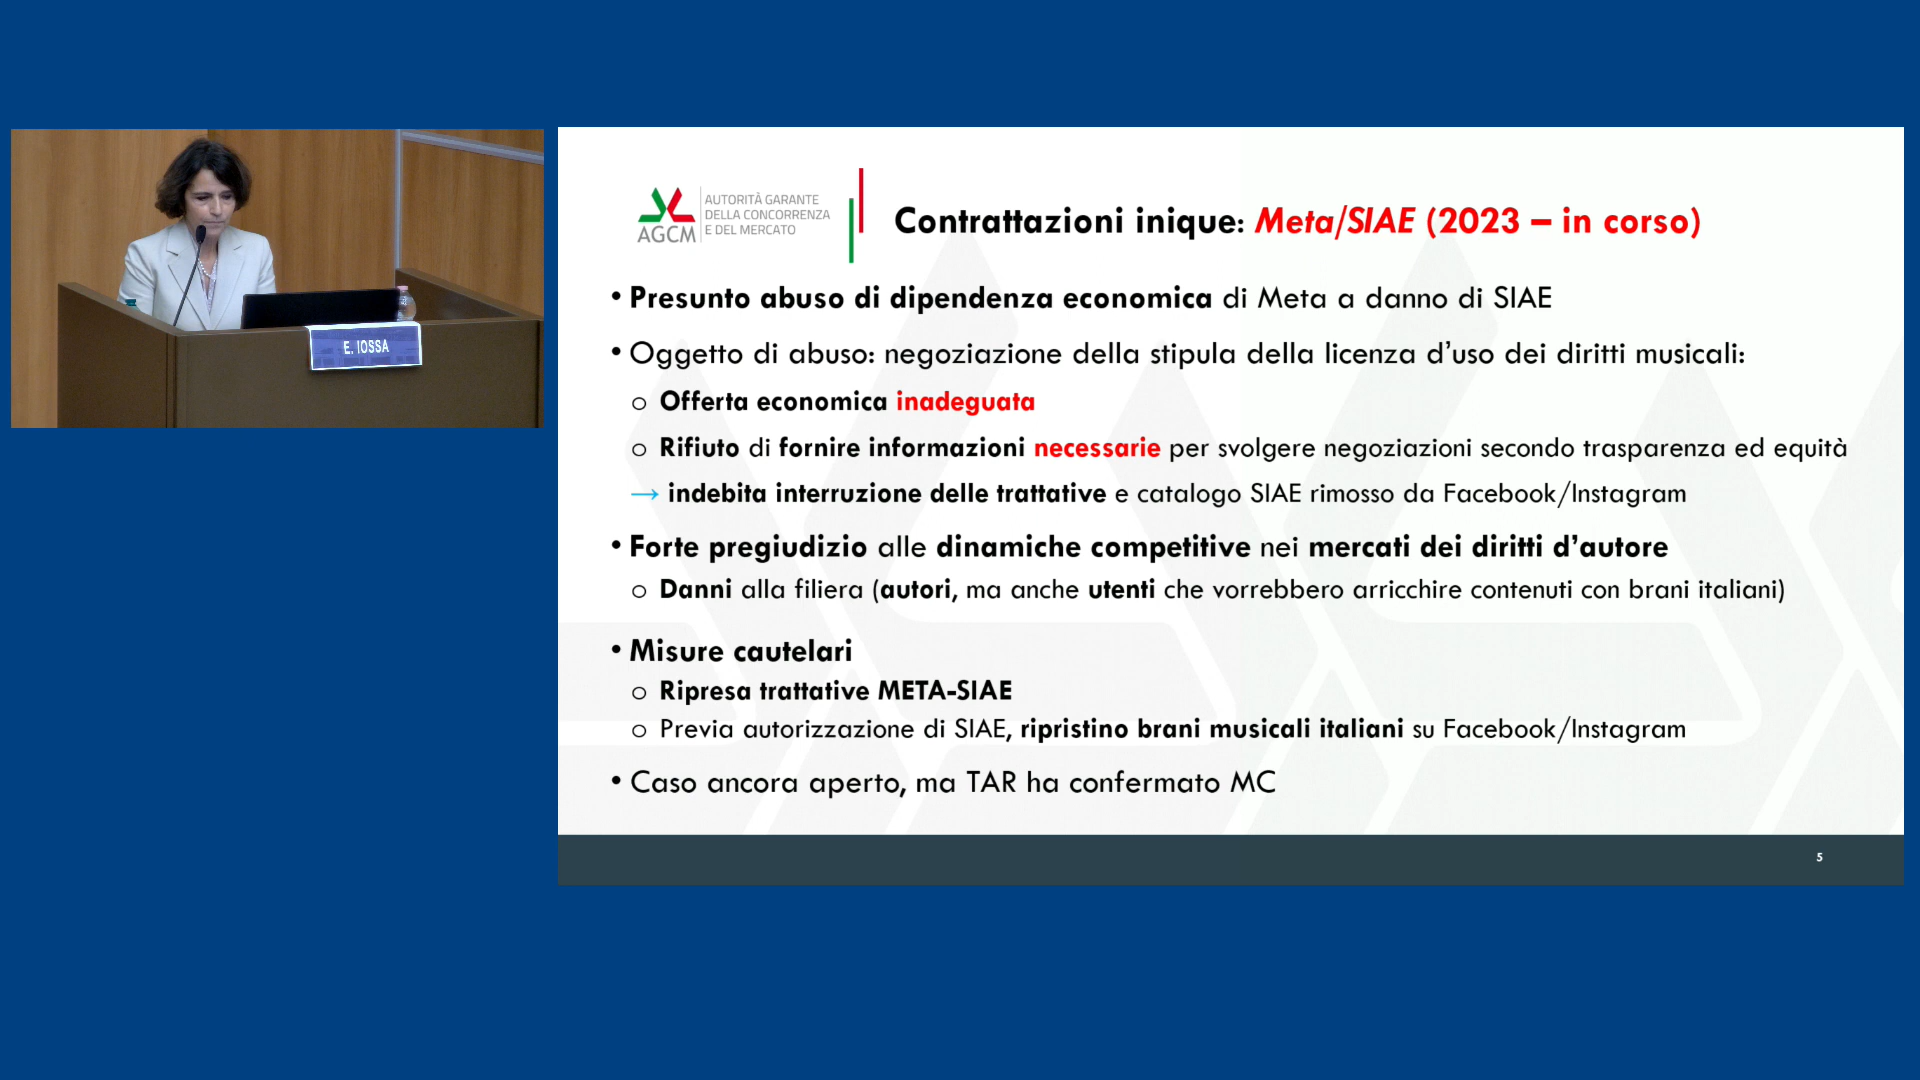 E. IOSSA
AGCM
AUTORITÀ GARANTE
DELLA CONCORRENZA
E DEL MERCATO
Contrattazioni inique: Meta/SIAE (2023 – in corso)
• Presunto abuso di dipendenza economica di Meta a danno di SIAE
• Oggetto di abuso: negoziazione della stipula della licenza d’uso dei diritti musicali:
o Offerta economica inadeguata
o Rifiuto di fornire informazioni necessarie per svolgere negoziazioni secondo trasparenza ed equità
→ indebita interruzione delle trattative e catalogo SIAE rimosso da Facebook/Instagram
• Forte pregiudizio alle dinamiche competitive nei mercati dei diritti d’autore
o Danni alla filiera (autori, ma anche utenti che vorrebbero arricchire contenuti con brani italiani)
• Misure cautelari
o Ripresa trattative META-SIAE
o Previa autorizzazione di SIAE, ripristino brani musicali italiani su Facebook/Instagram
• Caso ancora aperto, ma TAR ha confermato MC
5